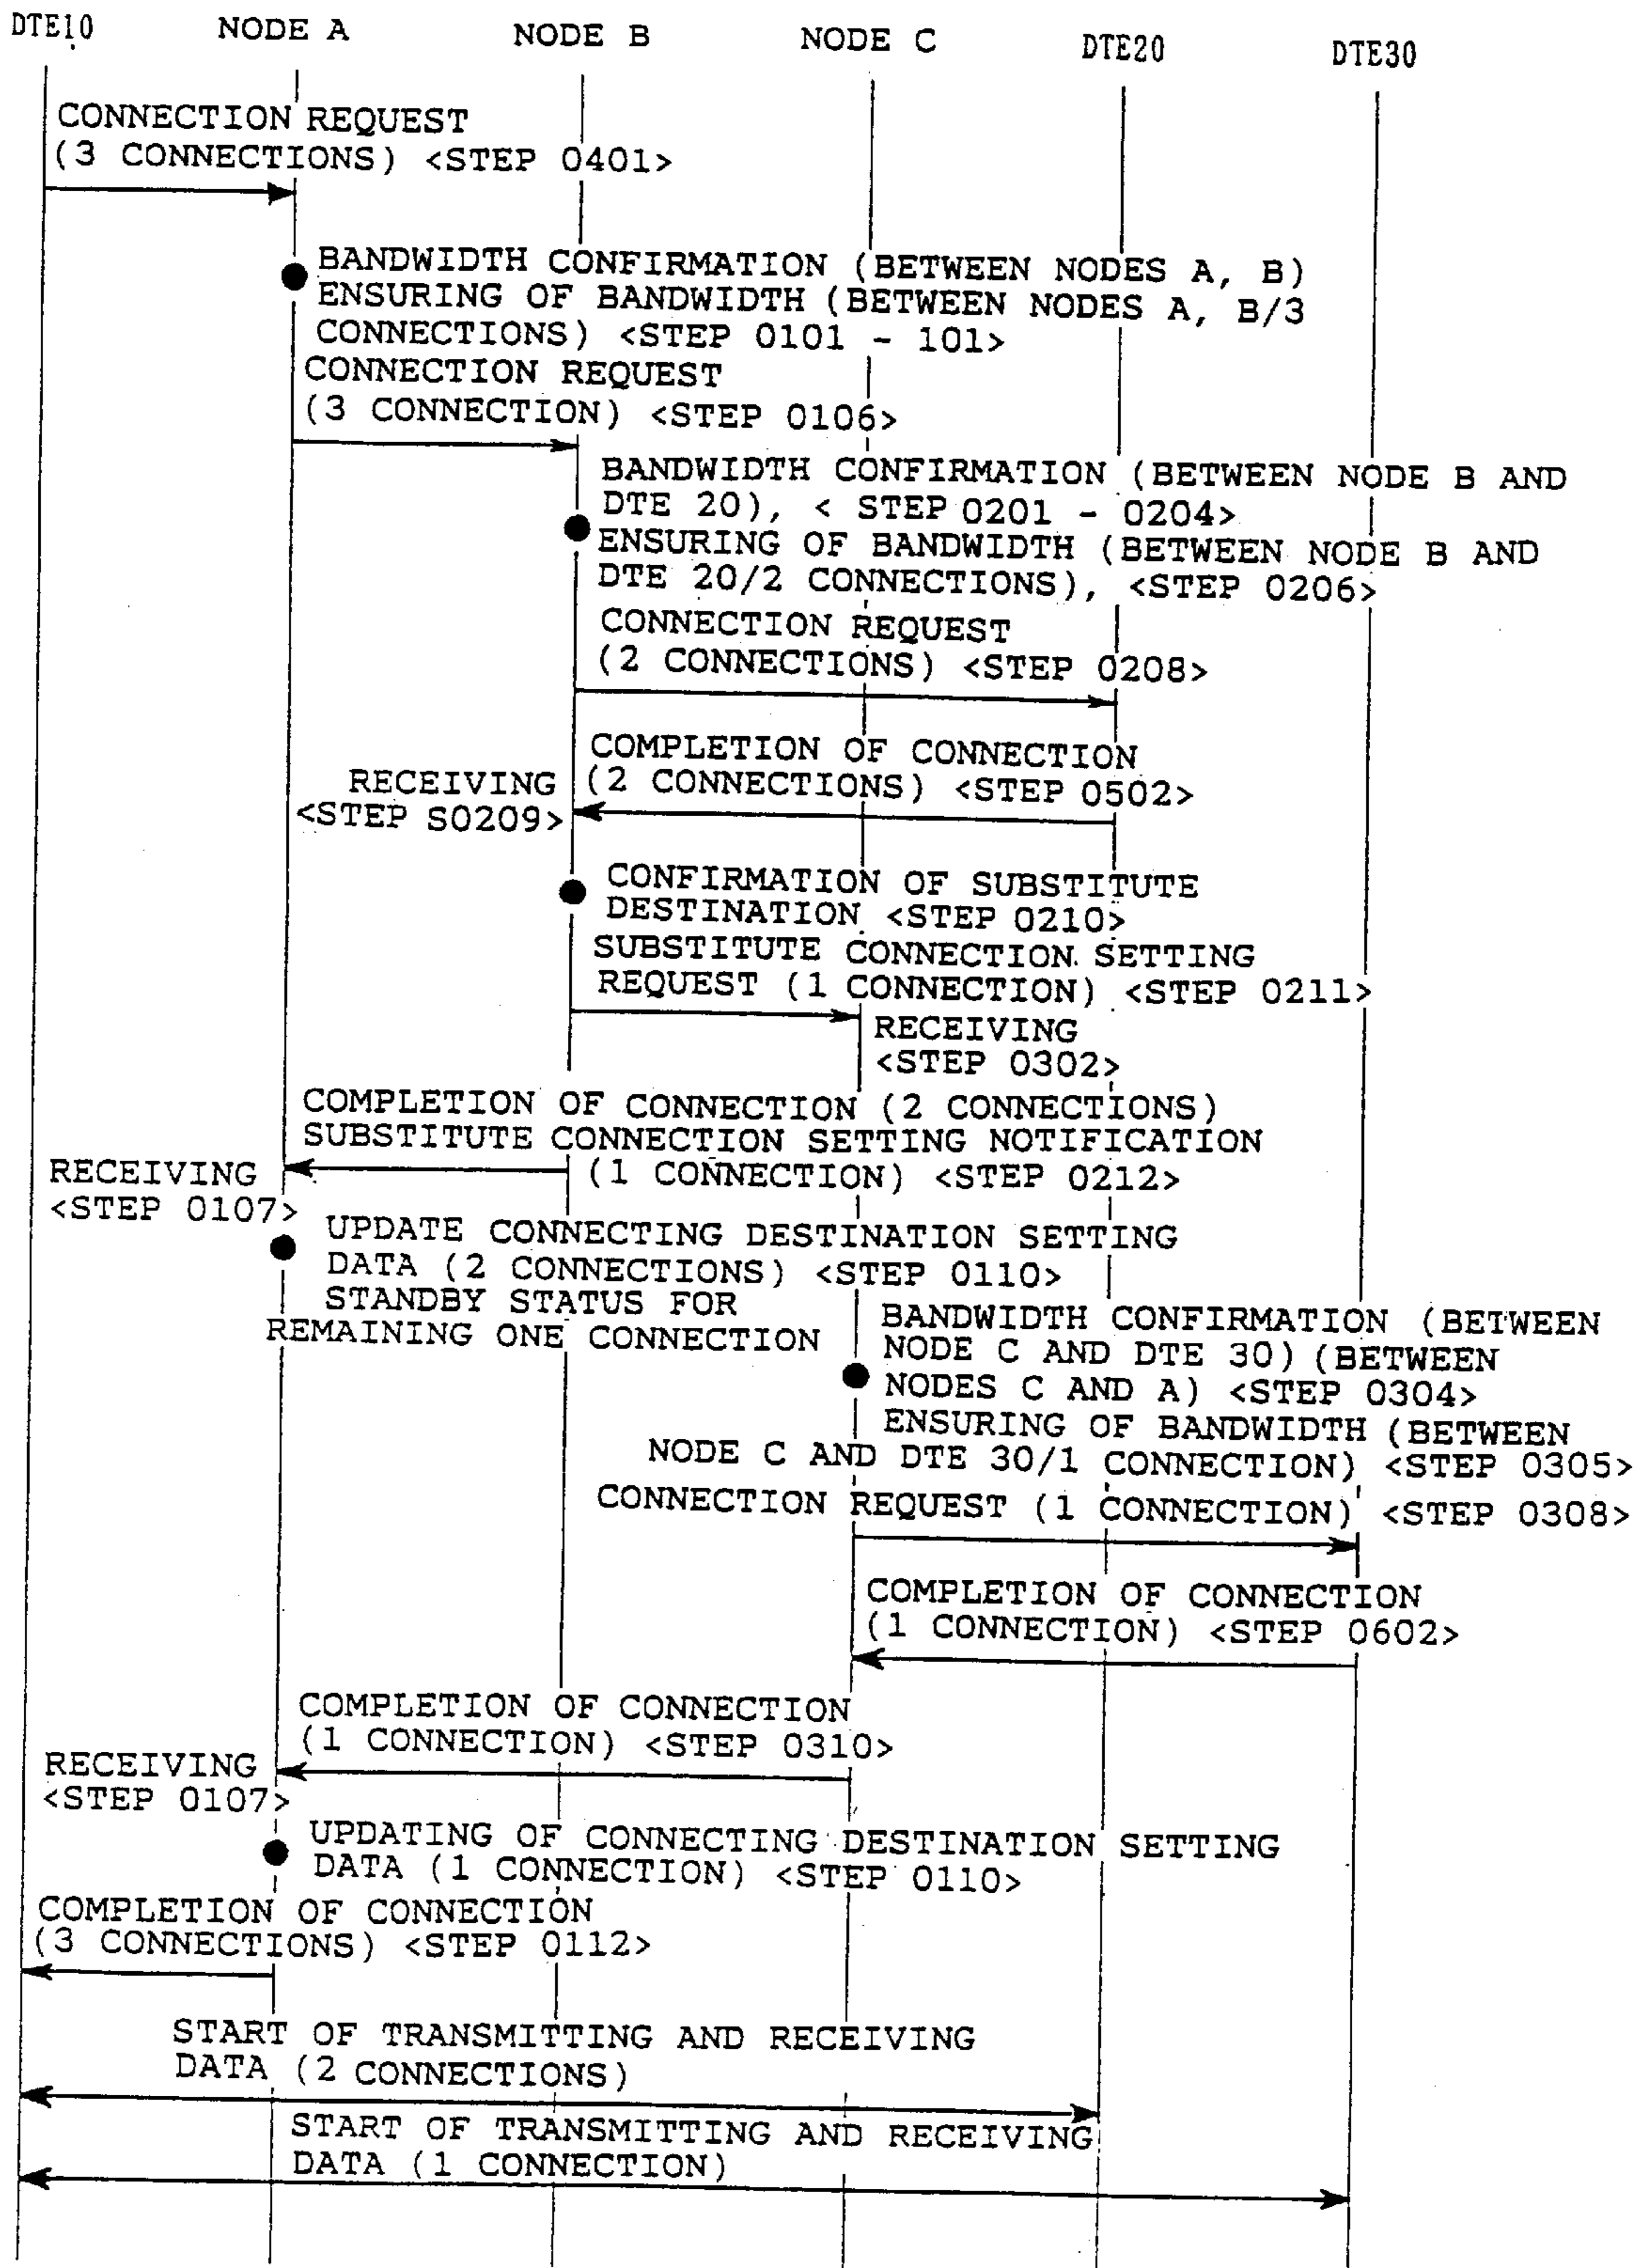 DTE10 NODE A NODE B NODE C DTE20 DTE30
CONNECTION REQUEST
(3 CONNECTIONS) <STEP 0401>
BANDWIDTH CONFIRMATION (BETWEEN NODES A, B)
ENSURING OF BANDWIDTH (BETWEEN NODES A, B/3
CONNECTIONS) <STEP 0101 - 101>
CONNECTION REQUEST
(3 CONNECTION) <STEP 0106>
BANDWIDTH CONFIRMATION (BETWEEN NODE B AND
DTE 20), < STEP 0201 - 0204>
ENSURING OF BANDWIDTH (BETWEEN NODE B AND
DTE 20/2 CONNECTIONS), <STEP 0206>
CONNECTION REQUEST
(2 CONNECTIONS) <STEP 0208>
COMPLETION OF CONNECTION
(2 CONNECTIONS) <STEP 0502>
RECEIVING
<STEP S0209>
CONFIRMATION OF SUBSTITUTE
DESTINATION <STEP 0210>
SUBSTITUTE CONNECTION SETTING
REQUEST (1 CONNECTION) <STEP 0211>
RECEIVING
<STEP 0302>
COMPLETION OF CONNECTION (2 CONNECTIONS)
SUBSTITUTE CONNECTION SETTING NOTIFICATION
(1 CONNECTION) <STEP 0212>
RECEIVING
<STEP 0107>
UPDATE CONNECTING DESTINATION SETTING
DATA (2 CONNECTIONS) <STEP 0110>
STANDBY STATUS FOR
REMAINING ONE CONNECTION
BANDWIDTH CONFIRMATION (BETWEEN
NODE C AND DTE 30) (BETWEEN
NODES C AND A) <STEP 0304>
ENSURING OF BANDWIDTH (BETWEEN
NODE C AND DTE 30/1 CONNECTION) <STEP 0305>
CONNECTION REQUEST (1 CONNECTION) <STEP 0308>
COMPLETION OF CONNECTION
(1 CONNECTION) <STEP 0602>
COMPLETION OF CONNECTION
(1 CONNECTION) <STEP 0310>
RECEIVING
<STEP 0107>
UPDATING OF CONNECTING DESTINATION SETTING
DATA (1 CONNECTION) <STEP 0110>
COMPLETION OF CONNECTION
(3 CONNECTIONS) <STEP 0112>
START OF TRANSMITTING AND RECEIVING
DATA (2 CONNECTIONS)
START OF TRANSMITTING AND RECEIVING
DATA (1 CONNECTION)